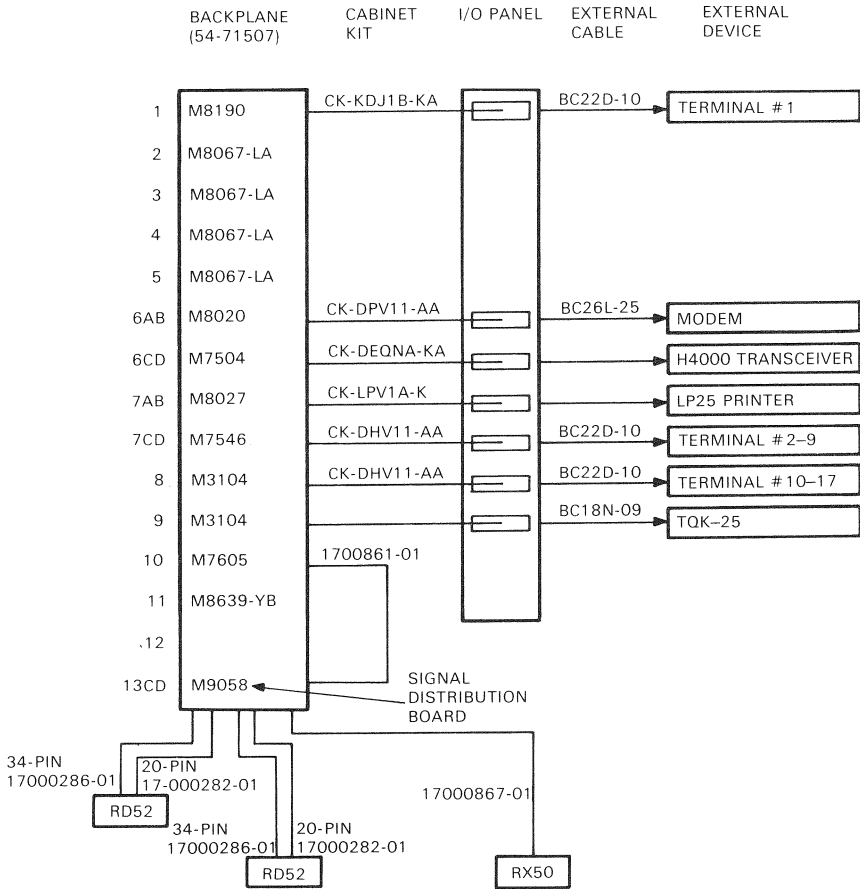 BACKPLANE (54-71507)
CABINET KIT
I/O PANEL
EXTERNAL CABLE
EXTERNAL DEVICE
1 M8190 CK-KDJ1B-KA BC22D-10 TERMINAL #1
2 M8067-LA
3 M8067-LA
4 M8067-LA
5 M8067-LA
6AB M8020 CK-DPV11-AA BC26L-25 MODEM
6CD M7504 CK-DEQNA-KA H4000 TRANSCEIVER
7AB M8027 CK-LPV1A-K LP25 PRINTER
7CD M7546 CK-DHV11-AA BC22D-10 TERMINAL #2–9
8 M3104 CK-DHV11-AA BC22D-10 TERMINAL #10–17
9 M3104 BC18N-09 TQK–25
10 M7605 1700861-01
11 M8639-YB
12
13CD M9058
SIGNAL
DISTRIBUTION
BOARD
34-PIN
17000286-01
20-PIN
17-000282-01
RD52
34-PIN
17000286-01
20-PIN
17000282-01
RD52
17000867-01
RX50